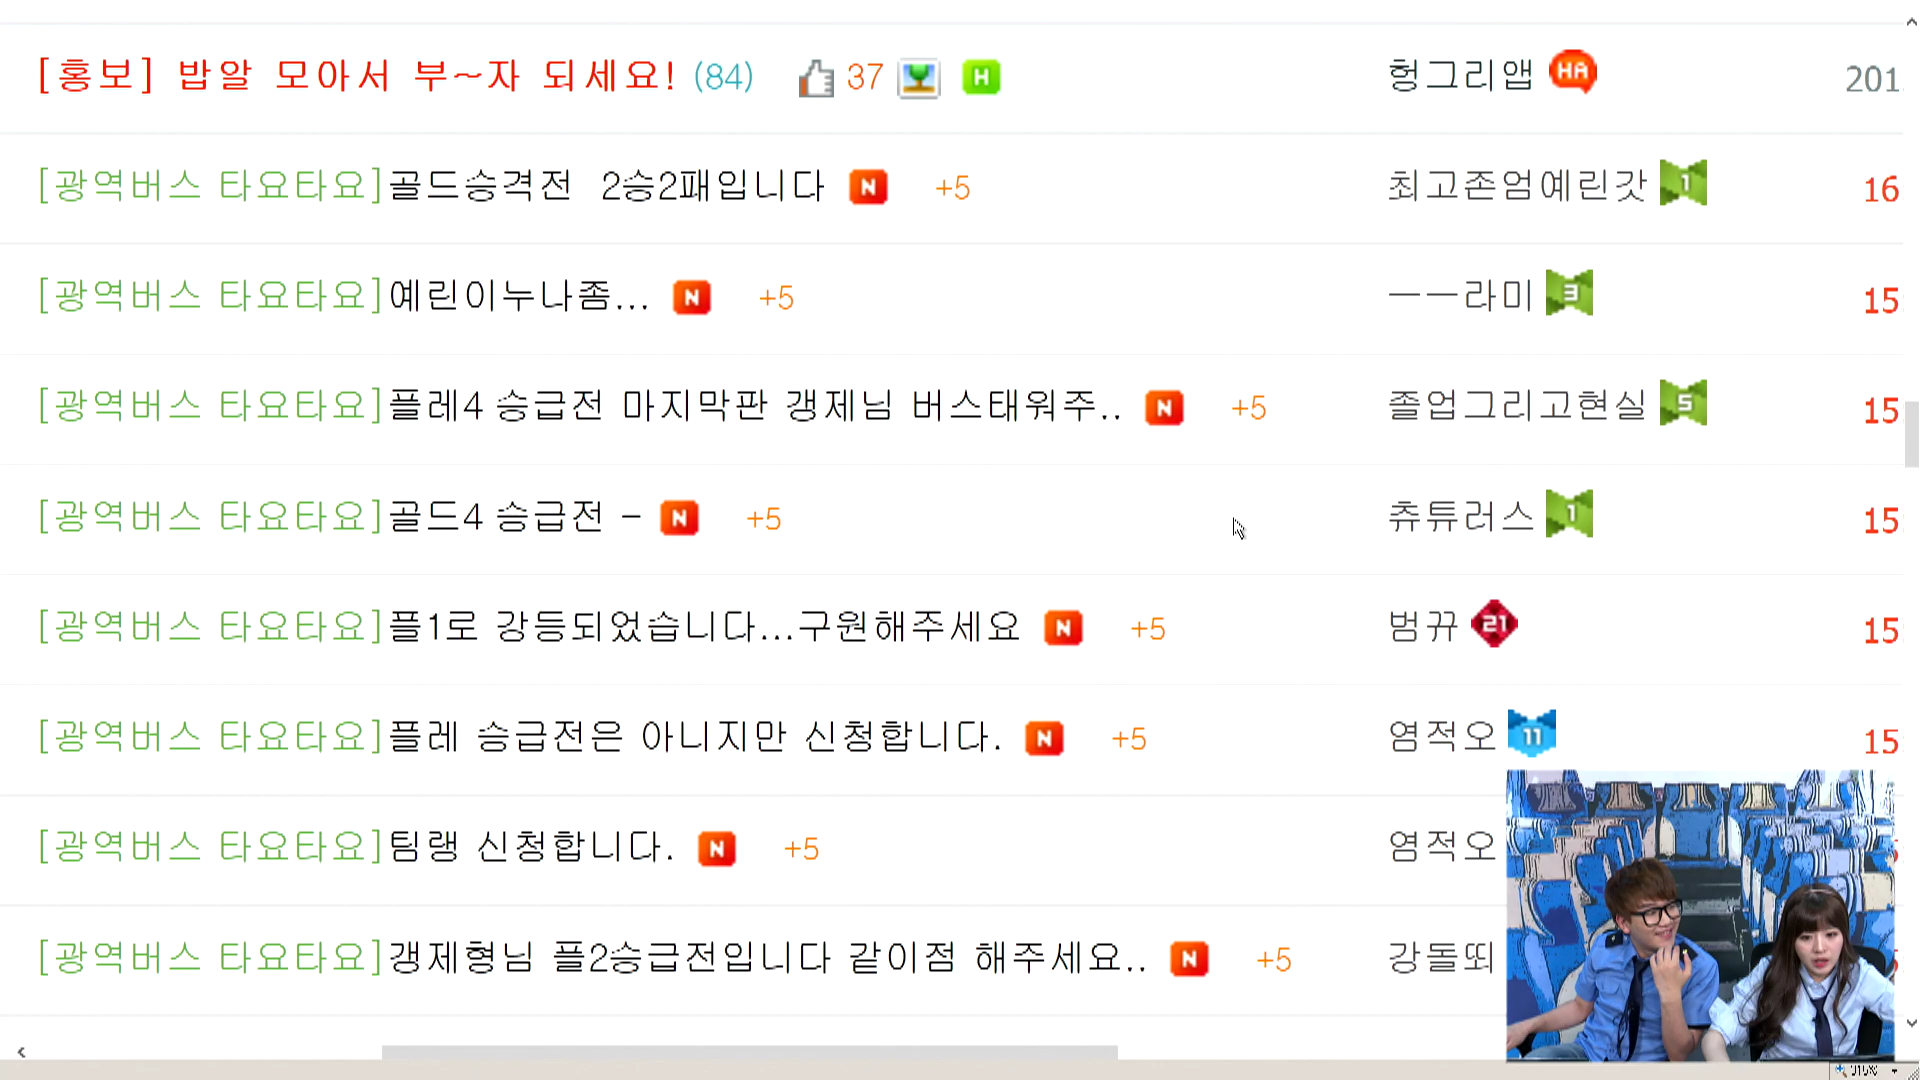 [홍보] 밥알 모아서 부~자 되세요! (84) 37 H 헝그리앱 HA 201
[광역버스 타요타요]골드승격전 2승2패입니다 N +5 최고존엄예린갓 1 16
[광역버스 타요타요]예린이누나좀... N +5 ㅡㅡ라미 3 15
[광역버스 타요타요]플레4 승급전 마지막판 갱제님 버스태워주.. N +5 졸업그리고현실 5 15
[광역버스 타요타요]골드4 승급전 - N +5 츄튜러스 1 15
[광역버스 타요타요]플1로 강등되었습니다...구원해주세요 N +5 범뀨 21 15
[광역버스 타요타요]플레 승급전은 아니지만 신청합니다. N +5 염적오 11 15
[광역버스 타요타요]팀랭 신청합니다. N +5 염적오
[광역버스 타요타요]갱제형님 플2승급전입니다 같이점 해주세요.. N +5 강돌뙤